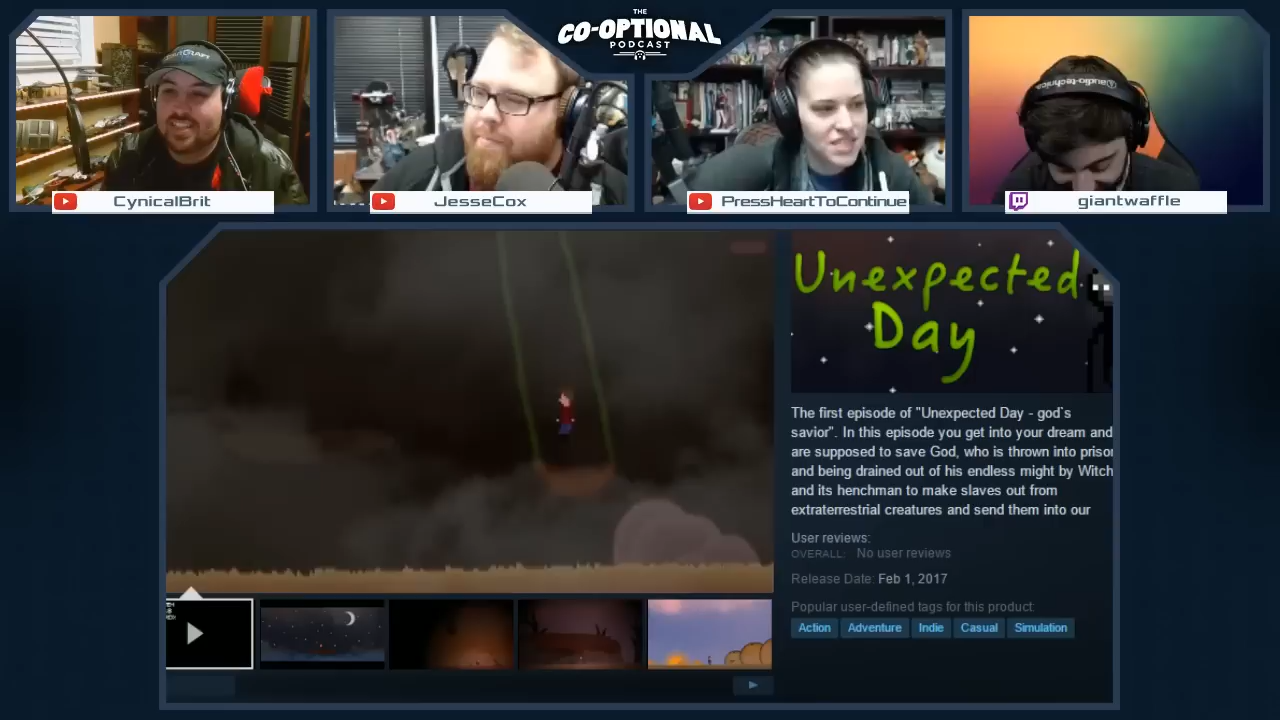 THE
CO-OPTIONAL
PODCAST
audio-technica
CynicalBrit
JesseCox
PressHeartToContinue
giantwaffle
Unexpected
Day
The first episode of "Unexpected Day - god`s
savior". In this episode you get into your dream and
are supposed to save God, who is thrown into prison
and being drained out of his endless might by Witch
and its henchman to make slaves out from
extraterrestrial creatures and send them into our
User reviews:
OVERALL: No user reviews
Release Date: Feb 1, 2017
Popular user-defined tags for this product
Action Adventure Indie Casual Simulation